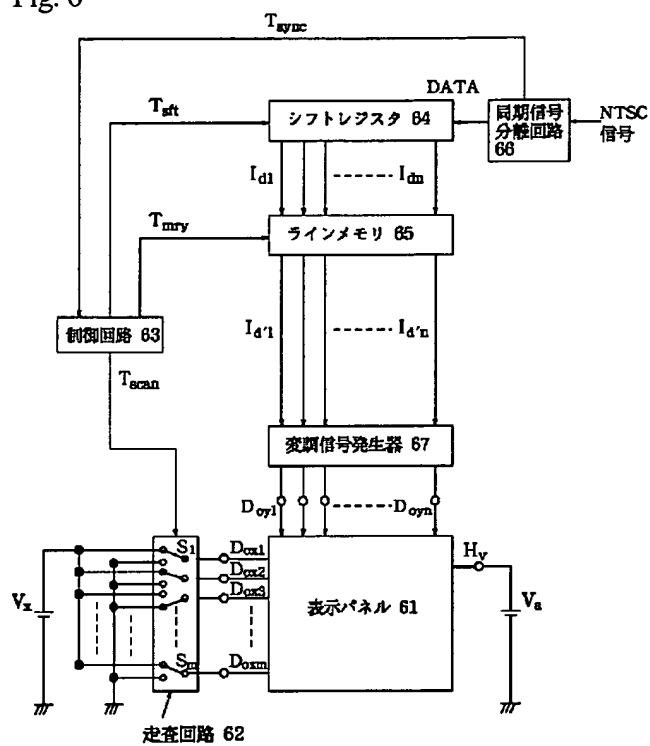 Fig. 6
Tsync
DATA
Tsft
シフトレジスタ 64
同期信号
分離回路
66
NTSC
信号
Id1
Idn
Tmry
ラインメモリ 65
制御回路 63
Id'1
Id'n
Tscan
変調信号発生器 67
Doy1
Doyn
S1
Dox1
Dox2
Dox3
Hv
Vx
表示パネル 61
Va
Sm
Doxm
走査回路 62